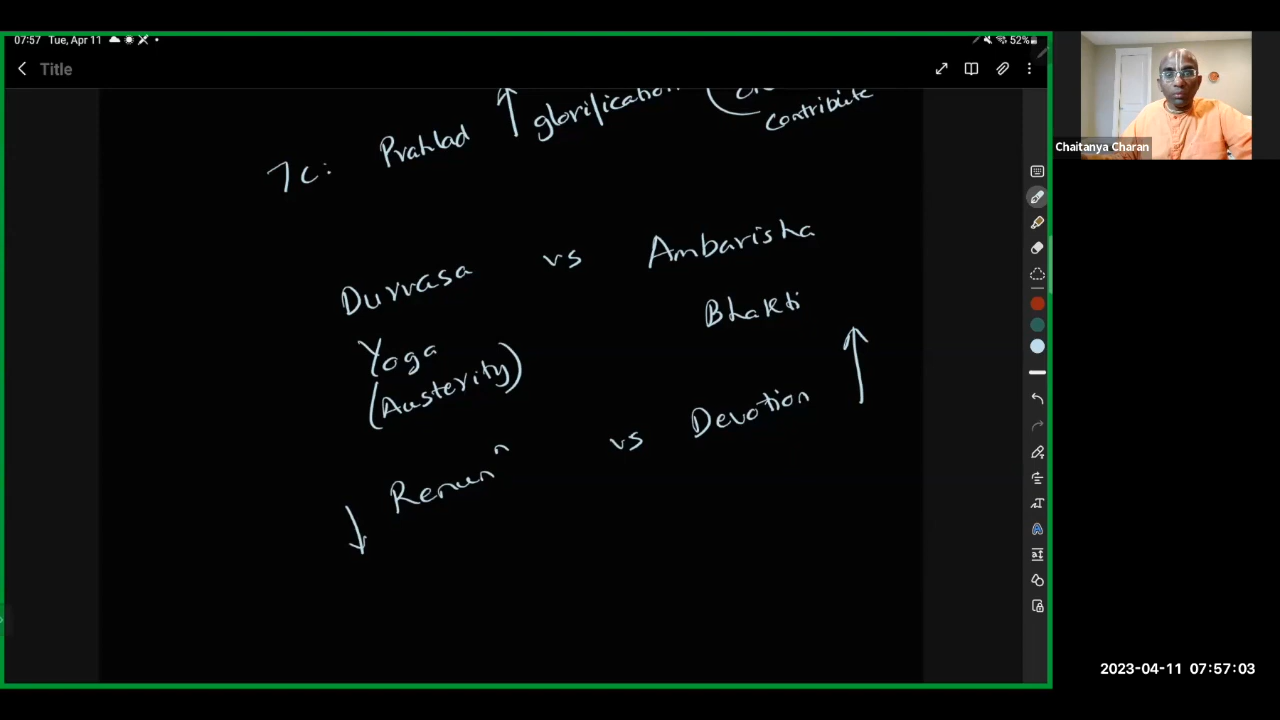 07:57 Tue, Apr 11
52%
Title
glorification
contribute
7c: Prahlad
Durvasa vs Ambarisha
Yoga Bhakti
(Austerity)
Renunⁿ vs Devotion
Chaitanya Charan
2023-04-11 07:57:03